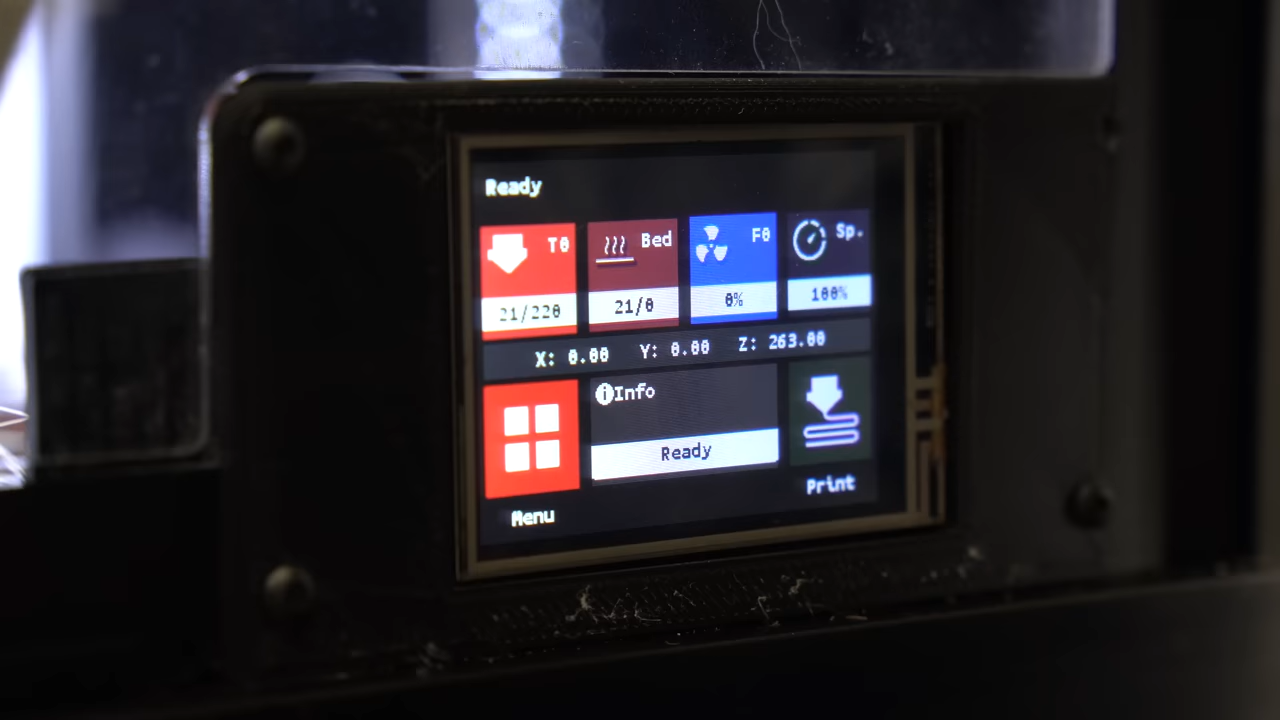 Ready
T0 Bed F0 Sp.
21/220 21/0 0% 100%
X: 0.00 Y: 0.00 Z: 263.00
Info
Ready
Menu
Print